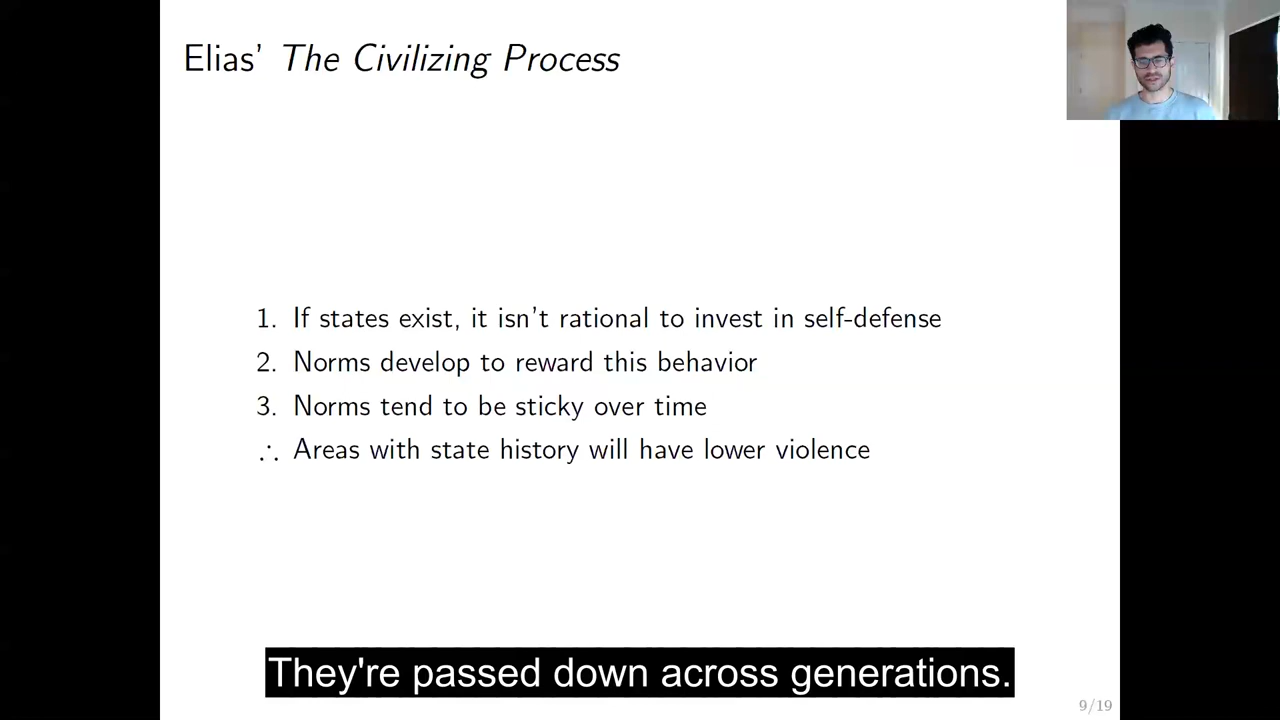 Elias' The Civilizing Process
1. If states exist, it isn't rational to invest in self-defense
2. Norms develop to reward this behavior
3. Norms tend to be sticky over time
∴ Areas with state history will have lower violence
They're passed down across generations.
9/19